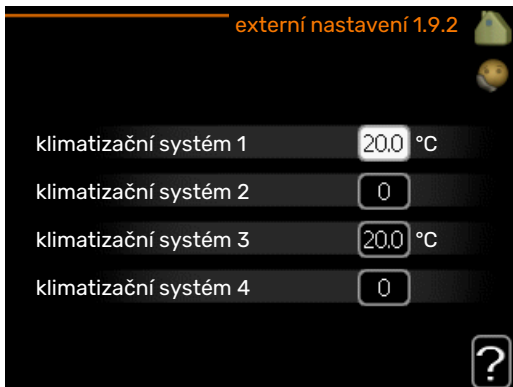 externí nastavení 1.9.2
klimatizační systém 1 20.0 °C
klimatizační systém 2 0
klimatizační systém 3 20.0 °C
klimatizační systém 4 0
?